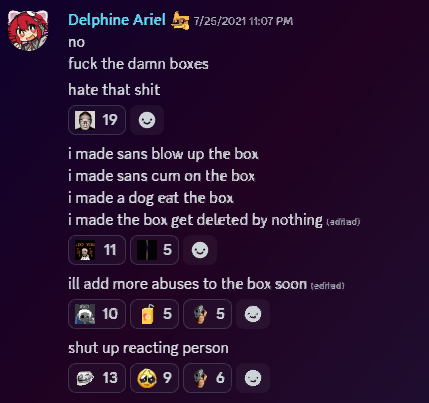 Delphine Ariel 7/25/2021 11:07 PM
no
fuck the damn boxes
hate that shit
19
i made sans blow up the box
i made sans cum on the box
i made a dog eat the box
i made the box get deleted by nothing (edited)
11 5
ill add more abuses to the box soon (edited)
10 5 5
shut up reacting person
13 9 6